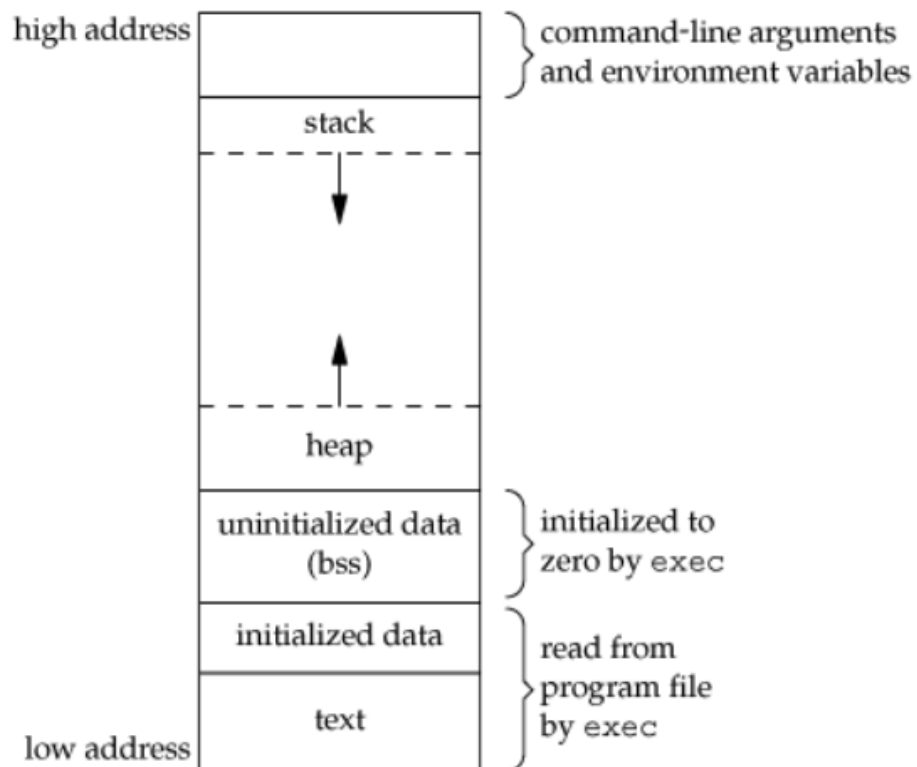 high address
command-line arguments
and environment variables
stack
heap
uninitialized data
(bss)
initialized to
zero by exec
initialized data
read from
program file
by exec
text
low address